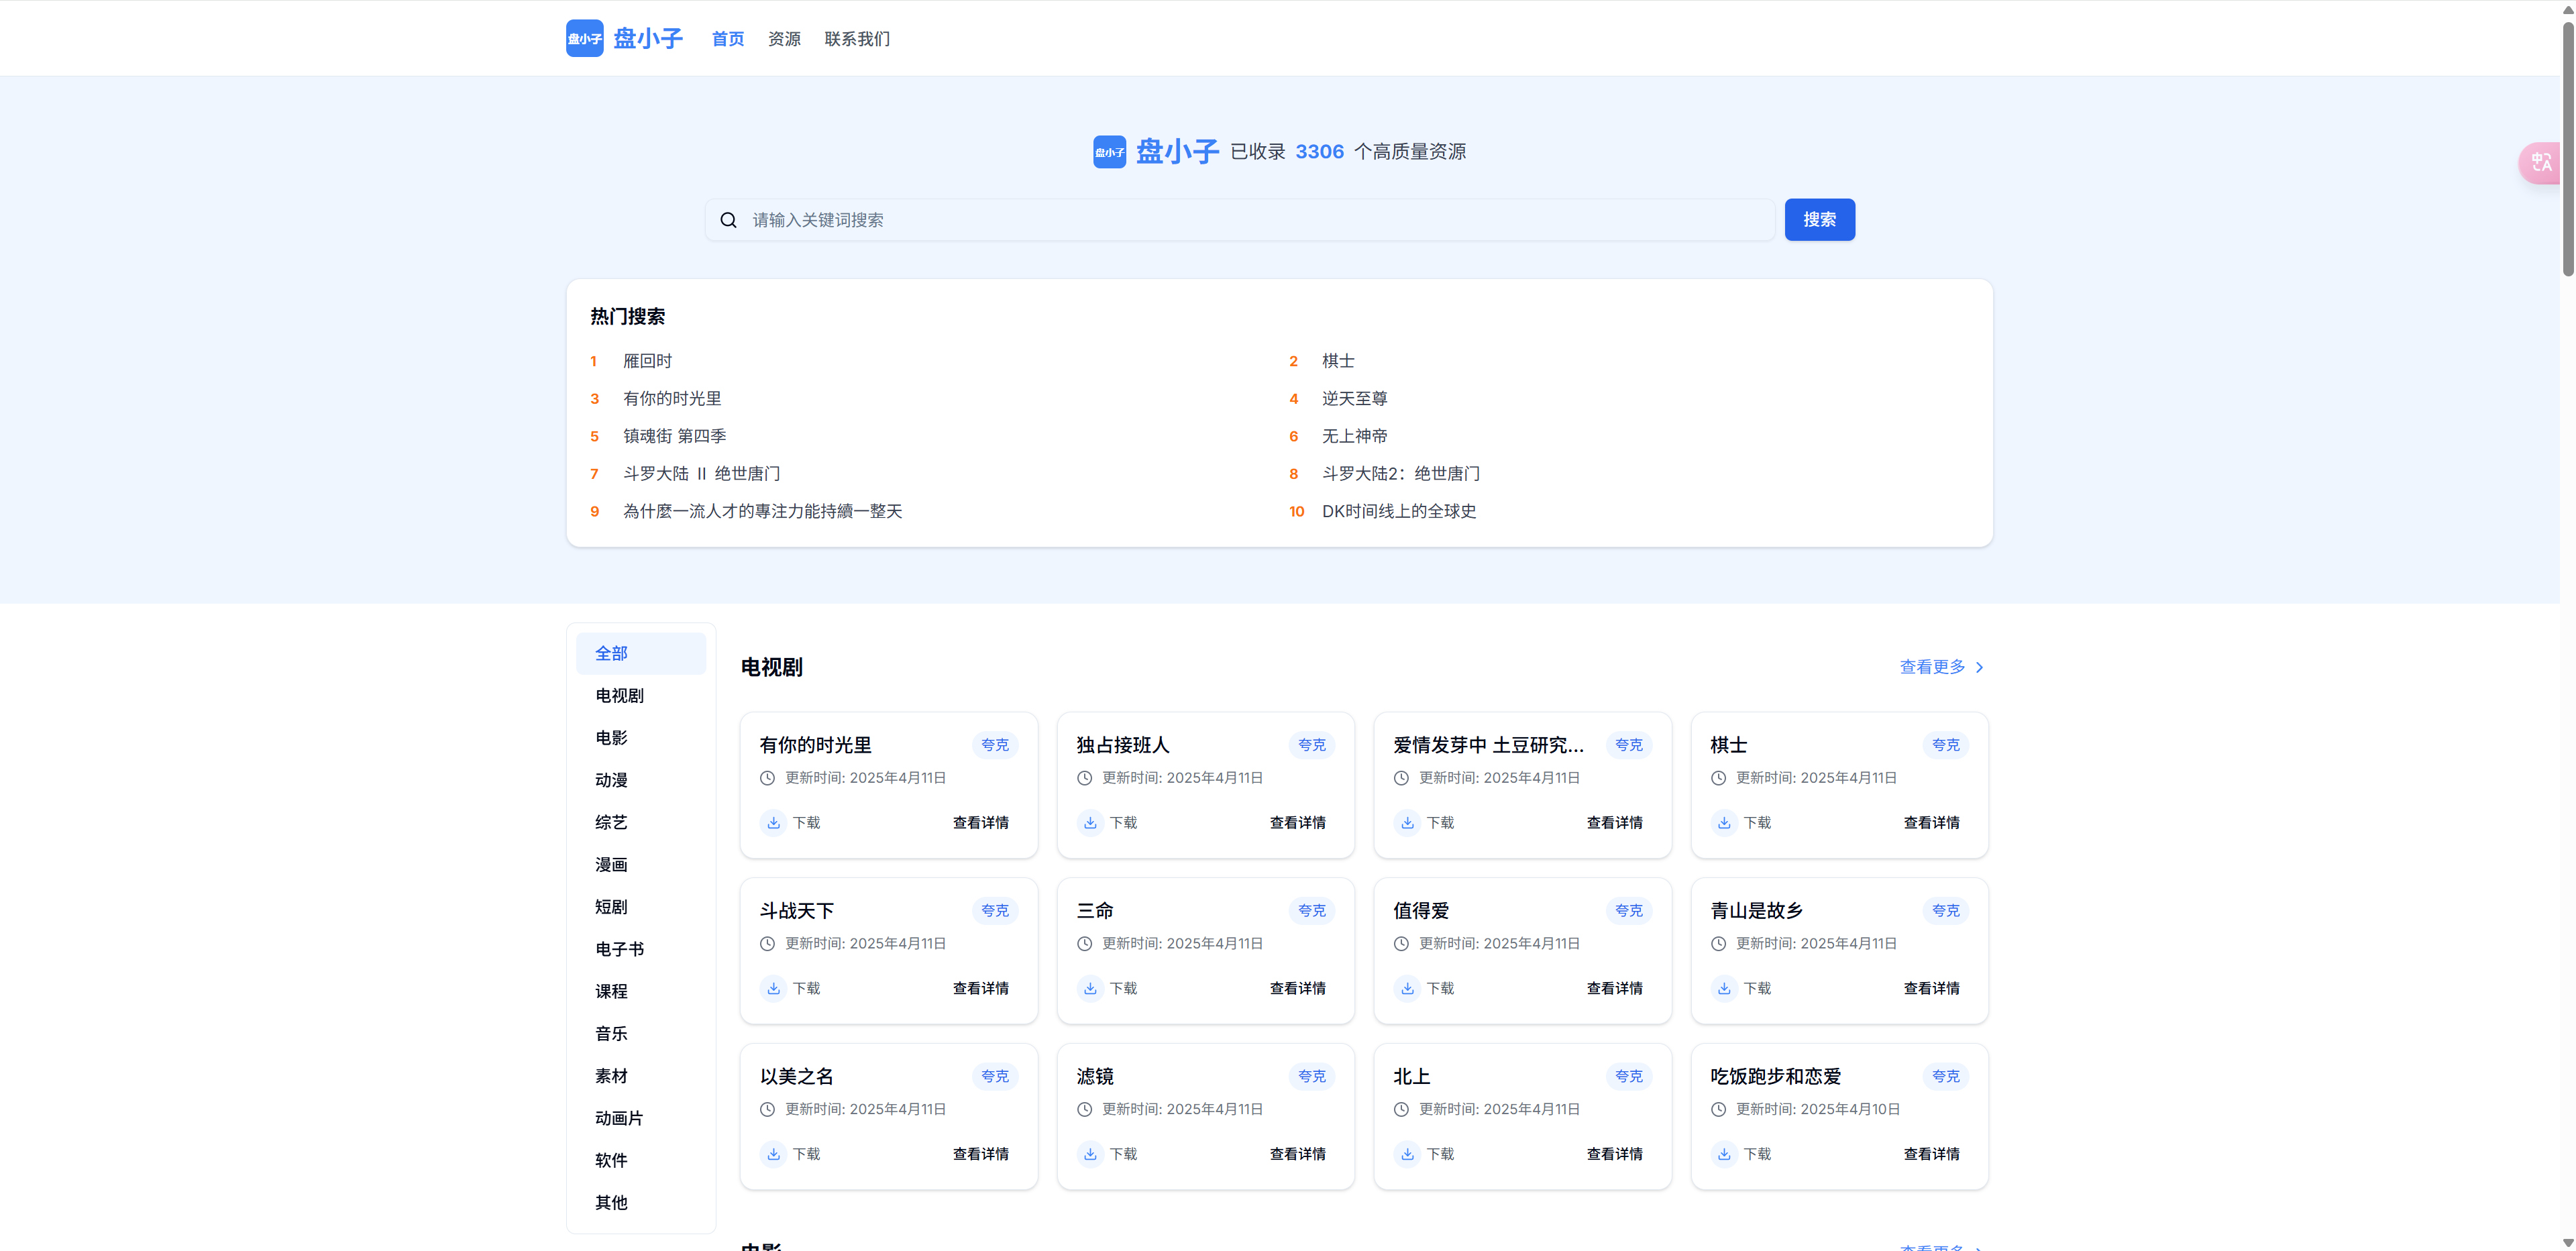 盘小子 盘小子 首页 资源 联系我们
盘小子 盘小子 已收录 3306 个高质量资源
请输入关键词搜索 搜索
热门搜索
1 雁回时 2 棋士
3 有你的时光里 4 逆天至尊
5 镇魂街 第四季 6 无上神帝
7 斗罗大陆 Ⅱ 绝世唐门 8 斗罗大陆2：绝世唐门
9 為什麼一流人才的專注力能持續一整天 10 DK时间线上的全球史
全部
电视剧
电影
动漫
综艺
漫画
短剧
电子书
课程
音乐
素材
动画片
软件
其他
电视剧 查看更多
有你的时光里 夸克 独占接班人 夸克 爱情发芽中 土豆研究... 夸克 棋士 夸克
更新时间: 2025年4月11日 更新时间: 2025年4月11日 更新时间: 2025年4月11日 更新时间: 2025年4月11日
下载 查看详情 下载 查看详情 下载 查看详情 下载 查看详情
斗战天下 夸克 三命 夸克 值得爱 夸克 青山是故乡 夸克
更新时间: 2025年4月11日 更新时间: 2025年4月11日 更新时间: 2025年4月11日 更新时间: 2025年4月11日
下载 查看详情 下载 查看详情 下载 查看详情 下载 查看详情
以美之名 夸克 滤镜 夸克 北上 夸克 吃饭跑步和恋爱 夸克
更新时间: 2025年4月11日 更新时间: 2025年4月11日 更新时间: 2025年4月11日 更新时间: 2025年4月10日
下载 查看详情 下载 查看详情 下载 查看详情 下载 查看详情
电影 查看更多